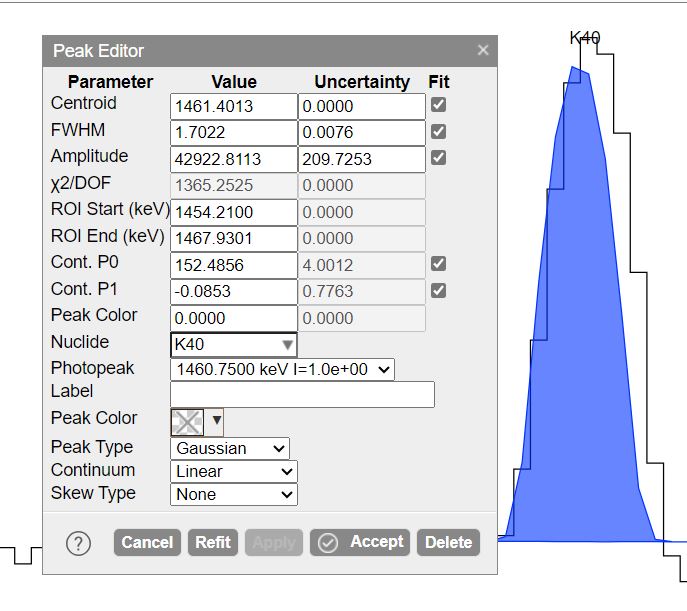 K40
Peak Editor ×
Parameter Value Uncertainty Fit
Centroid 1461.4013 0.0000
FWHM 1.7022 0.0076
Amplitude 42922.8113 209.7253
χ2/DOF 1365.2525 0.0000
ROI Start (keV) 1454.2100 0.0000
ROI End (keV) 1467.9301 0.0000
Cont. P0 152.4856 4.0012
Cont. P1 -0.0853 0.7763
Peak Color 0.0000 0.0000
Nuclide K40
Photopeak 1460.7500 keV I=1.0e+00
Label
Peak Color
Peak Type Gaussian
Continuum Linear
Skew Type None
? Cancel Refit Apply Accept Delete